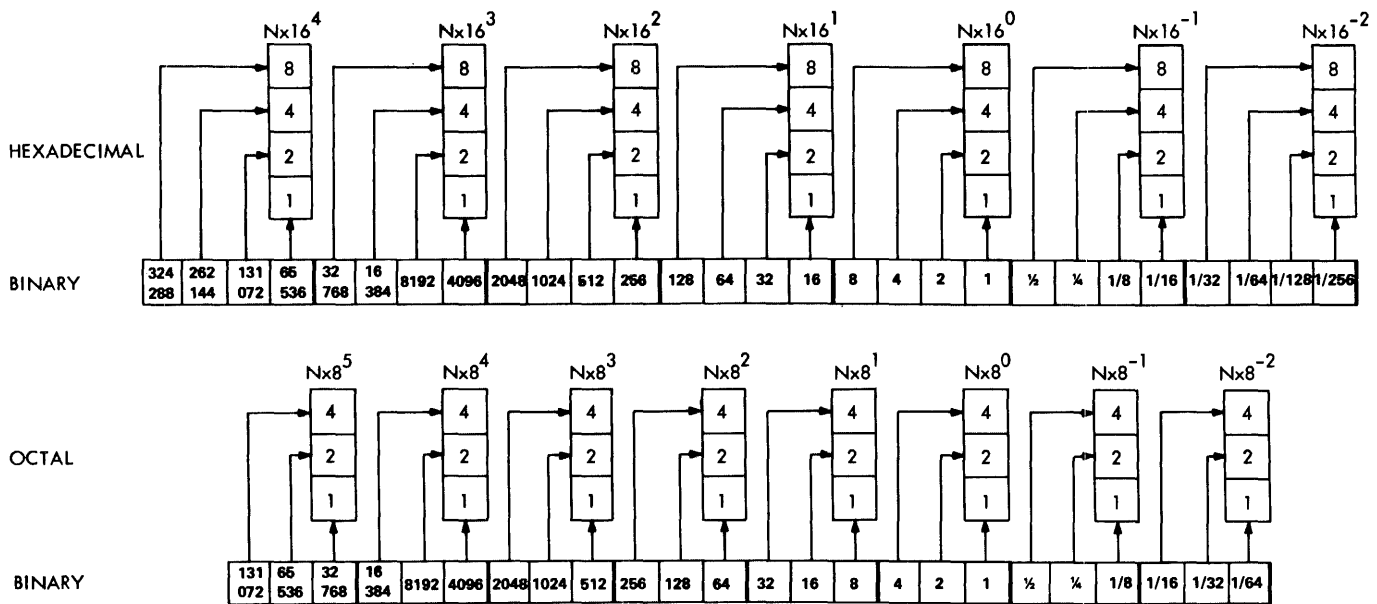 Nx16^4 Nx16^3 Nx16^2 Nx16^1 Nx16^0 Nx16^-1 Nx16^-2
8 8 8 8 8 8 8
4 4 4 4 4 4 4
HEXADECIMAL
2 2 2 2 2 2 2
1 1 1 1 1 1 1
BINARY
324 288 262 144 131 072 65 536 32 768 16 384 8192 4096 2048 1024 512 256 128 64 32 16 8 4 2 1 ½ ¼ 1/8 1/16 1/32 1/64 1/128 1/256
Nx8^5 Nx8^4 Nx8^3 Nx8^2 Nx8^1 Nx8^0 Nx8^-1 Nx8^-2
4 4 4 4 4 4 4 4
OCTAL
2 2 2 2 2 2 2 2
1 1 1 1 1 1 1 1
BINARY
131 072 65 536 32 768 16 384 8192 4096 2048 1024 512 256 128 64 32 16 8 4 2 1 ½ ¼ 1/8 1/16 1/32 1/64